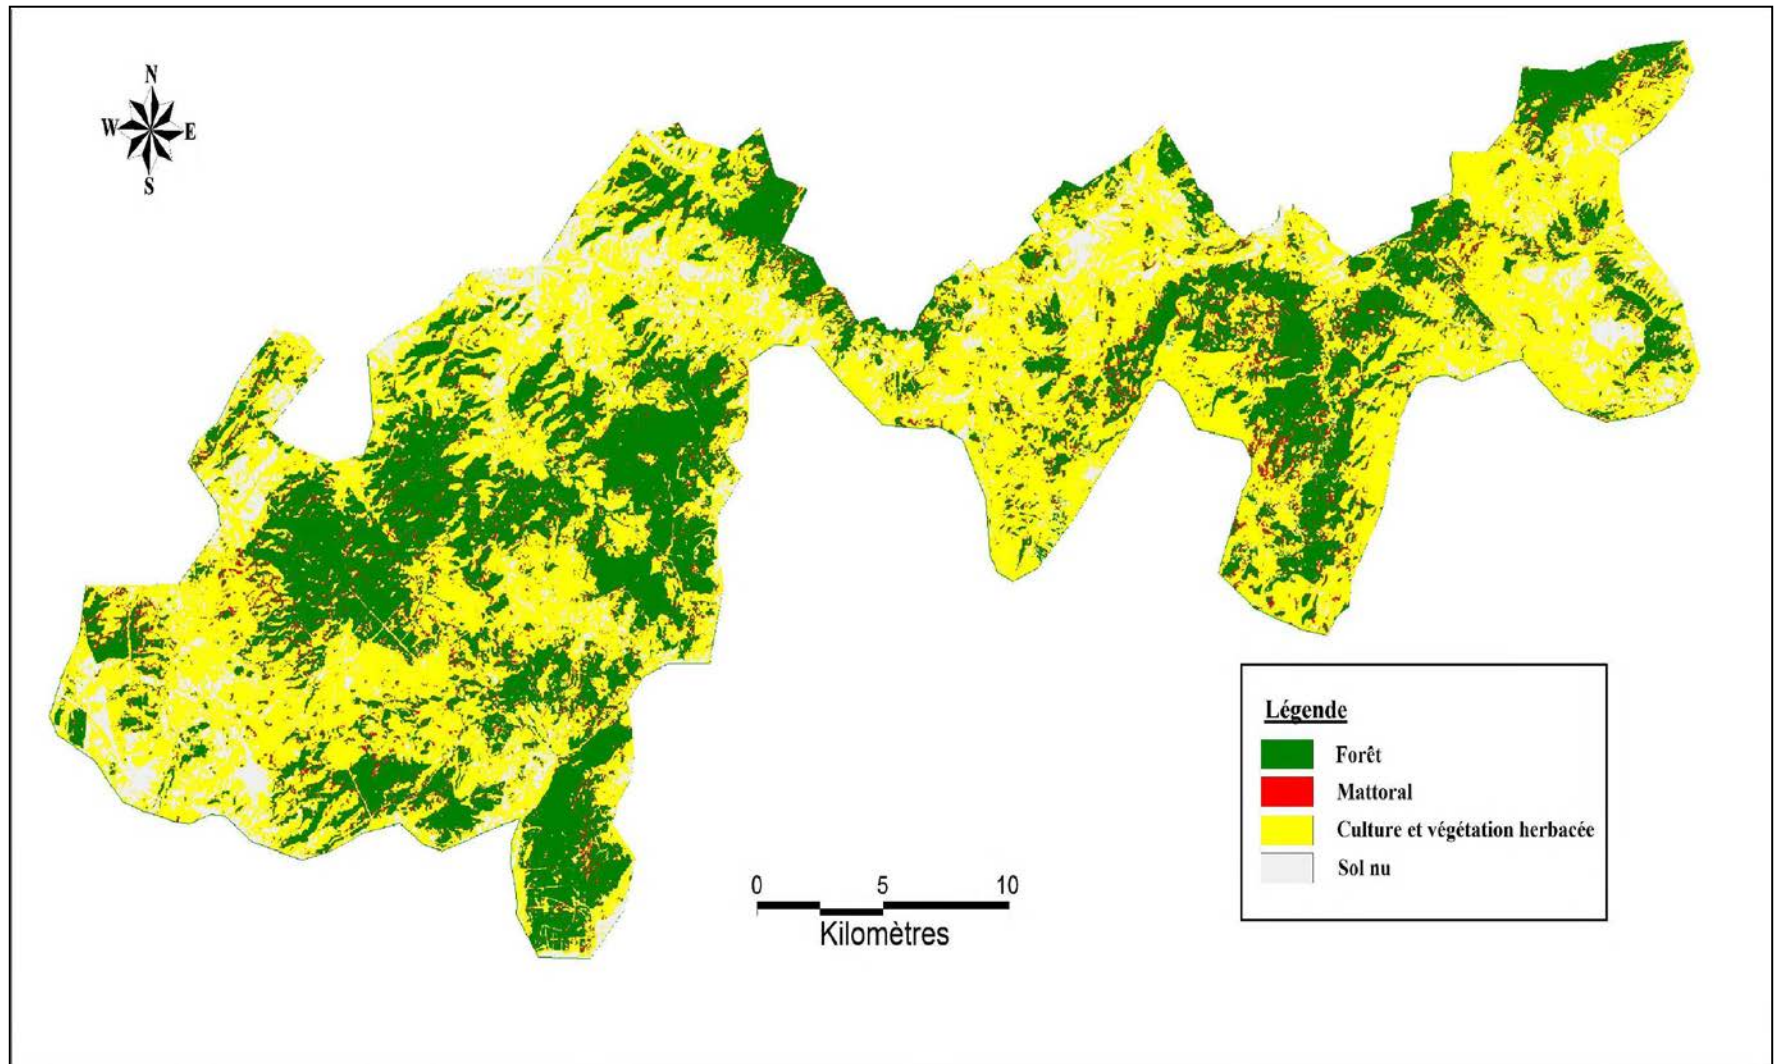 N
W E
S
Légende
Forêt
Mattoral
Culture et végétation herbacée
Sol nu
0 5 10
Kilomètres